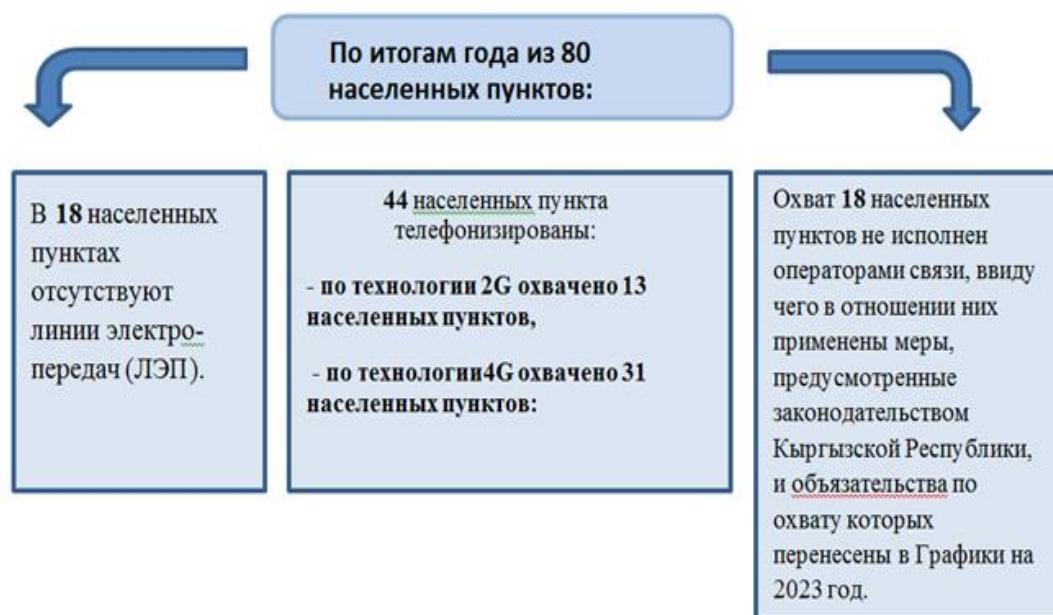 По итогам года из 80
населенных пунктов:
В 18 населенных
пунктах
отсутствуют
линии электро-
передач (ЛЭП).
44 населенных пункта
телефонизированы:
- по технологии 2G охвачено 13
населенных пунктов,
- по технологии4G охвачено 31
населенных пунктов:
Охват 18 населенных
пунктов не исполнен
операторами связи, ввиду
чего в отношении них
применены меры,
предусмотренные
законодательством
Кыргызской Республики,
и объязательства по
охвату которых
перенесены в Графики на
2023 год.